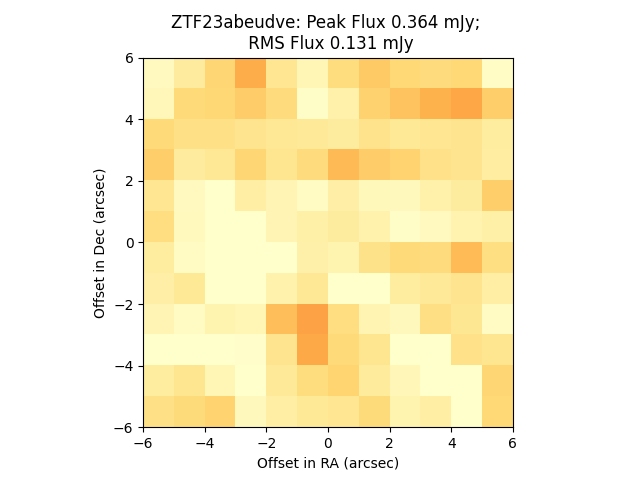 ZTF23abeudve: Peak Flux 0.364 mJy;
RMS Flux 0.131 mJy
6
4
2
0
−2
−4
−6
Offset in Dec (arcsec)
−6 −4 −2 0 2 4 6
Offset in RA (arcsec)